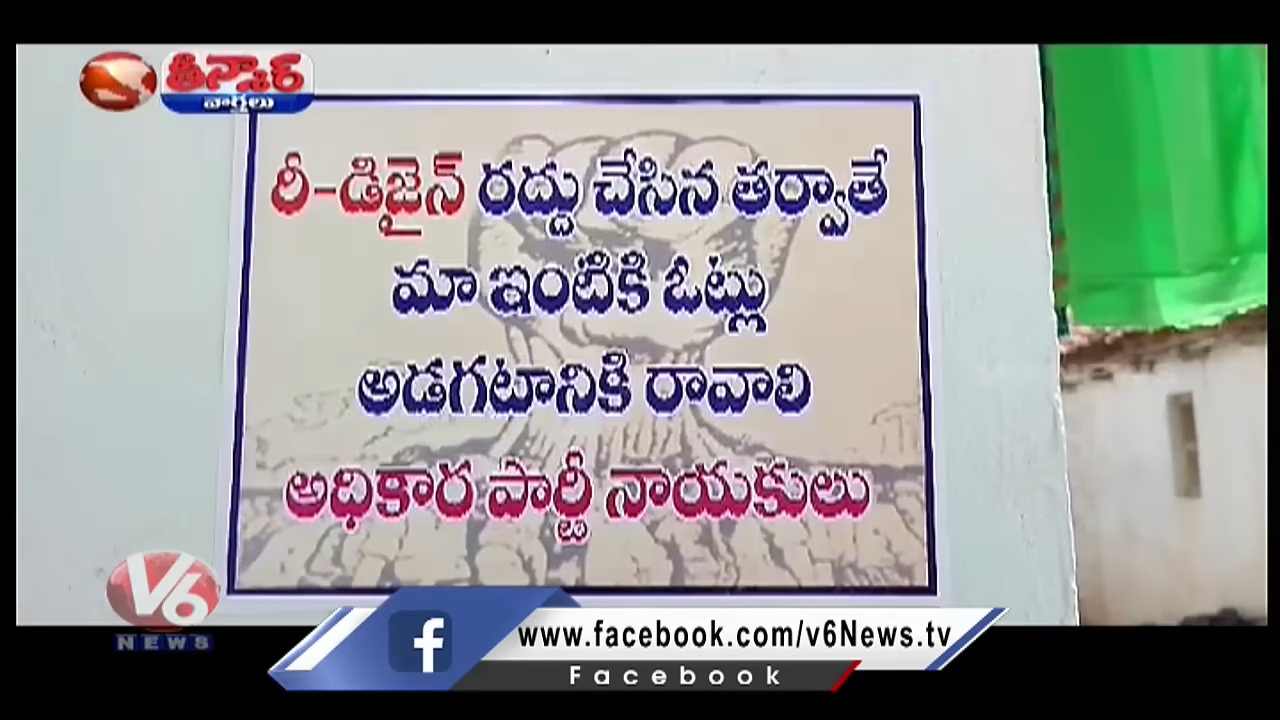 తీన్మార్
వార్తలు
రీ-డిజైన్ రద్దు చేసిన తర్వాతే
మా ఇంటికి ఓట్లు
అడగటానికి రావాలి
అధికార పార్టీ నాయకులు
V6
NEWS
f
www.facebook.com/v6News.tv
Facebook